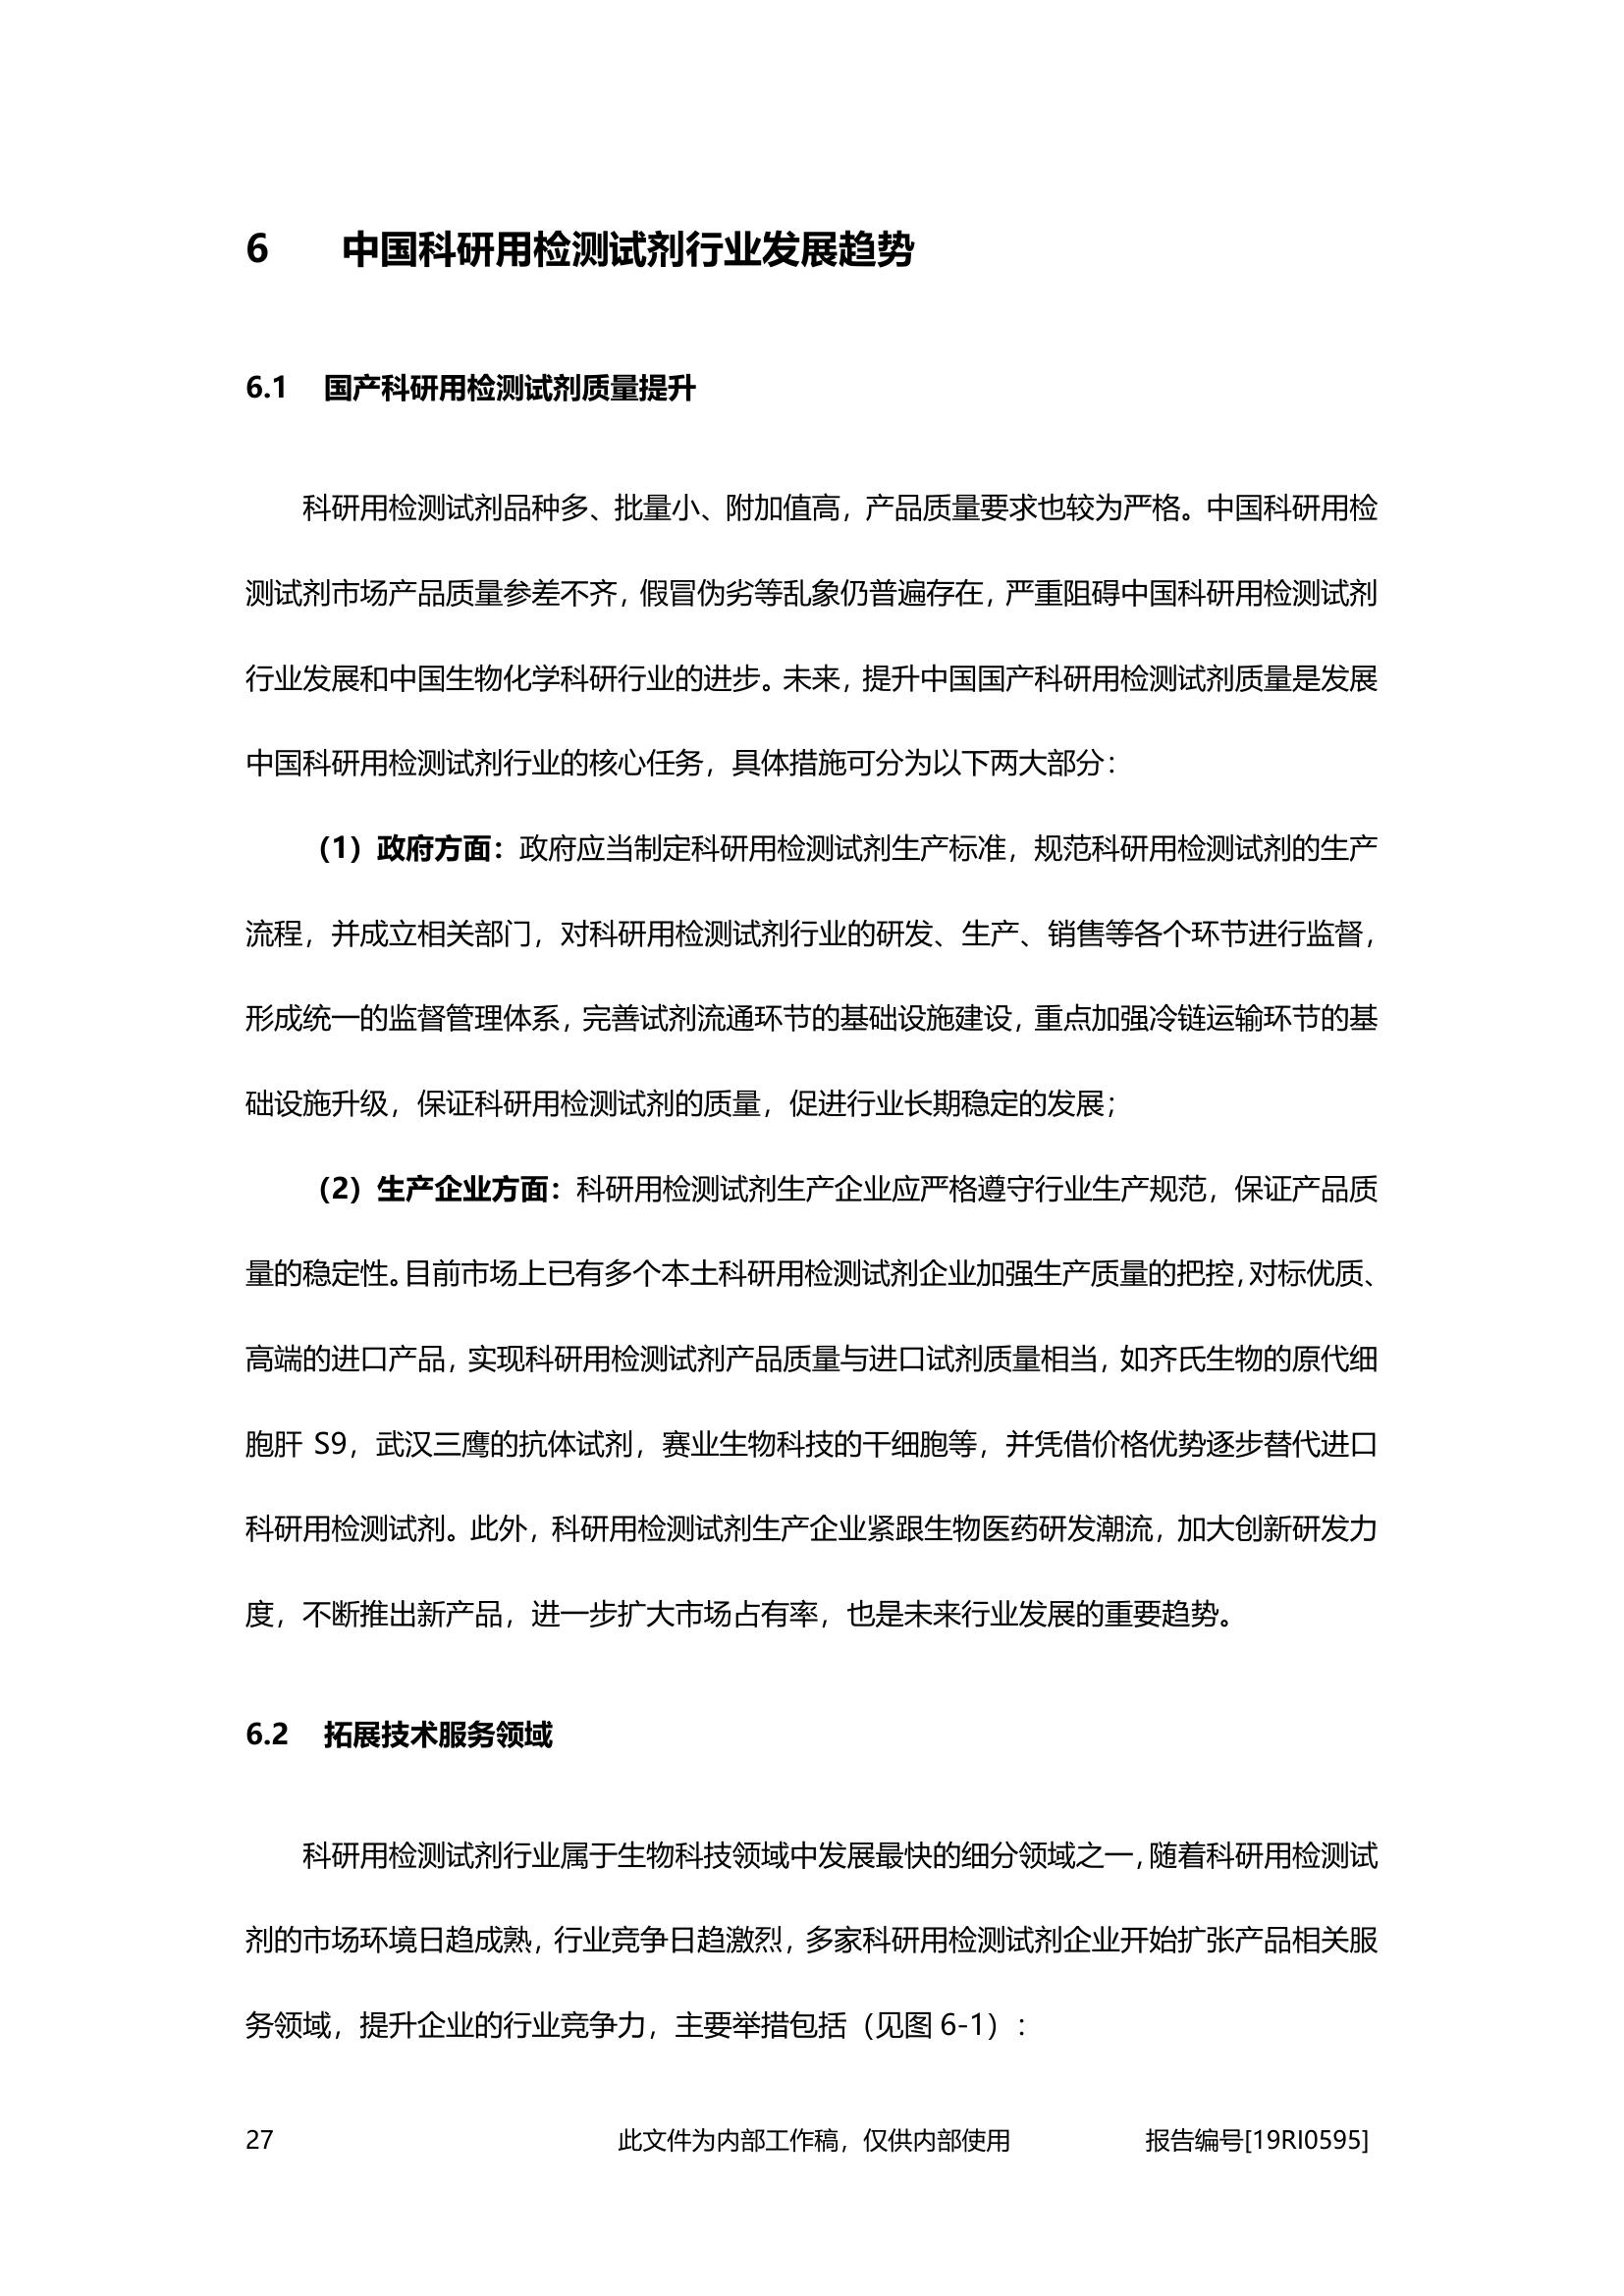 6 中国科研用检测试剂行业发展趋势
6.1 国产科研用检测试剂质量提升
科研用检测试剂品种多、批量小、附加值高，产品质量要求也较为严格。中国科研用检
测试剂市场产品质量参差不齐，假冒伪劣等乱象仍普遍存在，严重阻碍中国科研用检测试剂
行业发展和中国生物化学科研行业的进步。未来，提升中国国产科研用检测试剂质量是发展
中国科研用检测试剂行业的核心任务，具体措施可分为以下两大部分：
（1）政府方面：政府应当制定科研用检测试剂生产标准，规范科研用检测试剂的生产
流程，并成立相关部门，对科研用检测试剂行业的研发、生产、销售等各个环节进行监督，
形成统一的监督管理体系，完善试剂流通环节的基础设施建设，重点加强冷链运输环节的基
础设施升级，保证科研用检测试剂的质量，促进行业长期稳定的发展；
（2）生产企业方面：科研用检测试剂生产企业应严格遵守行业生产规范，保证产品质
量的稳定性。目前市场上已有多个本土科研用检测试剂企业加强生产质量的把控，对标优质、
高端的进口产品，实现科研用检测试剂产品质量与进口试剂质量相当，如齐氏生物的原代细
胞肝 S9，武汉三鹰的抗体试剂，赛业生物科技的干细胞等，并凭借价格优势逐步替代进口
科研用检测试剂。此外，科研用检测试剂生产企业紧跟生物医药研发潮流，加大创新研发力
度，不断推出新产品，进一步扩大市场占有率，也是未来行业发展的重要趋势。
6.2 拓展技术服务领域
科研用检测试剂行业属于生物科技领域中发展最快的细分领域之一，随着科研用检测试
剂的市场环境日趋成熟，行业竞争日趋激烈，多家科研用检测试剂企业开始扩张产品相关服
务领域，提升企业的行业竞争力，主要举措包括（见图 6-1）：
27 此文件为内部工作稿，仅供内部使用 报告编号[19RI0595]